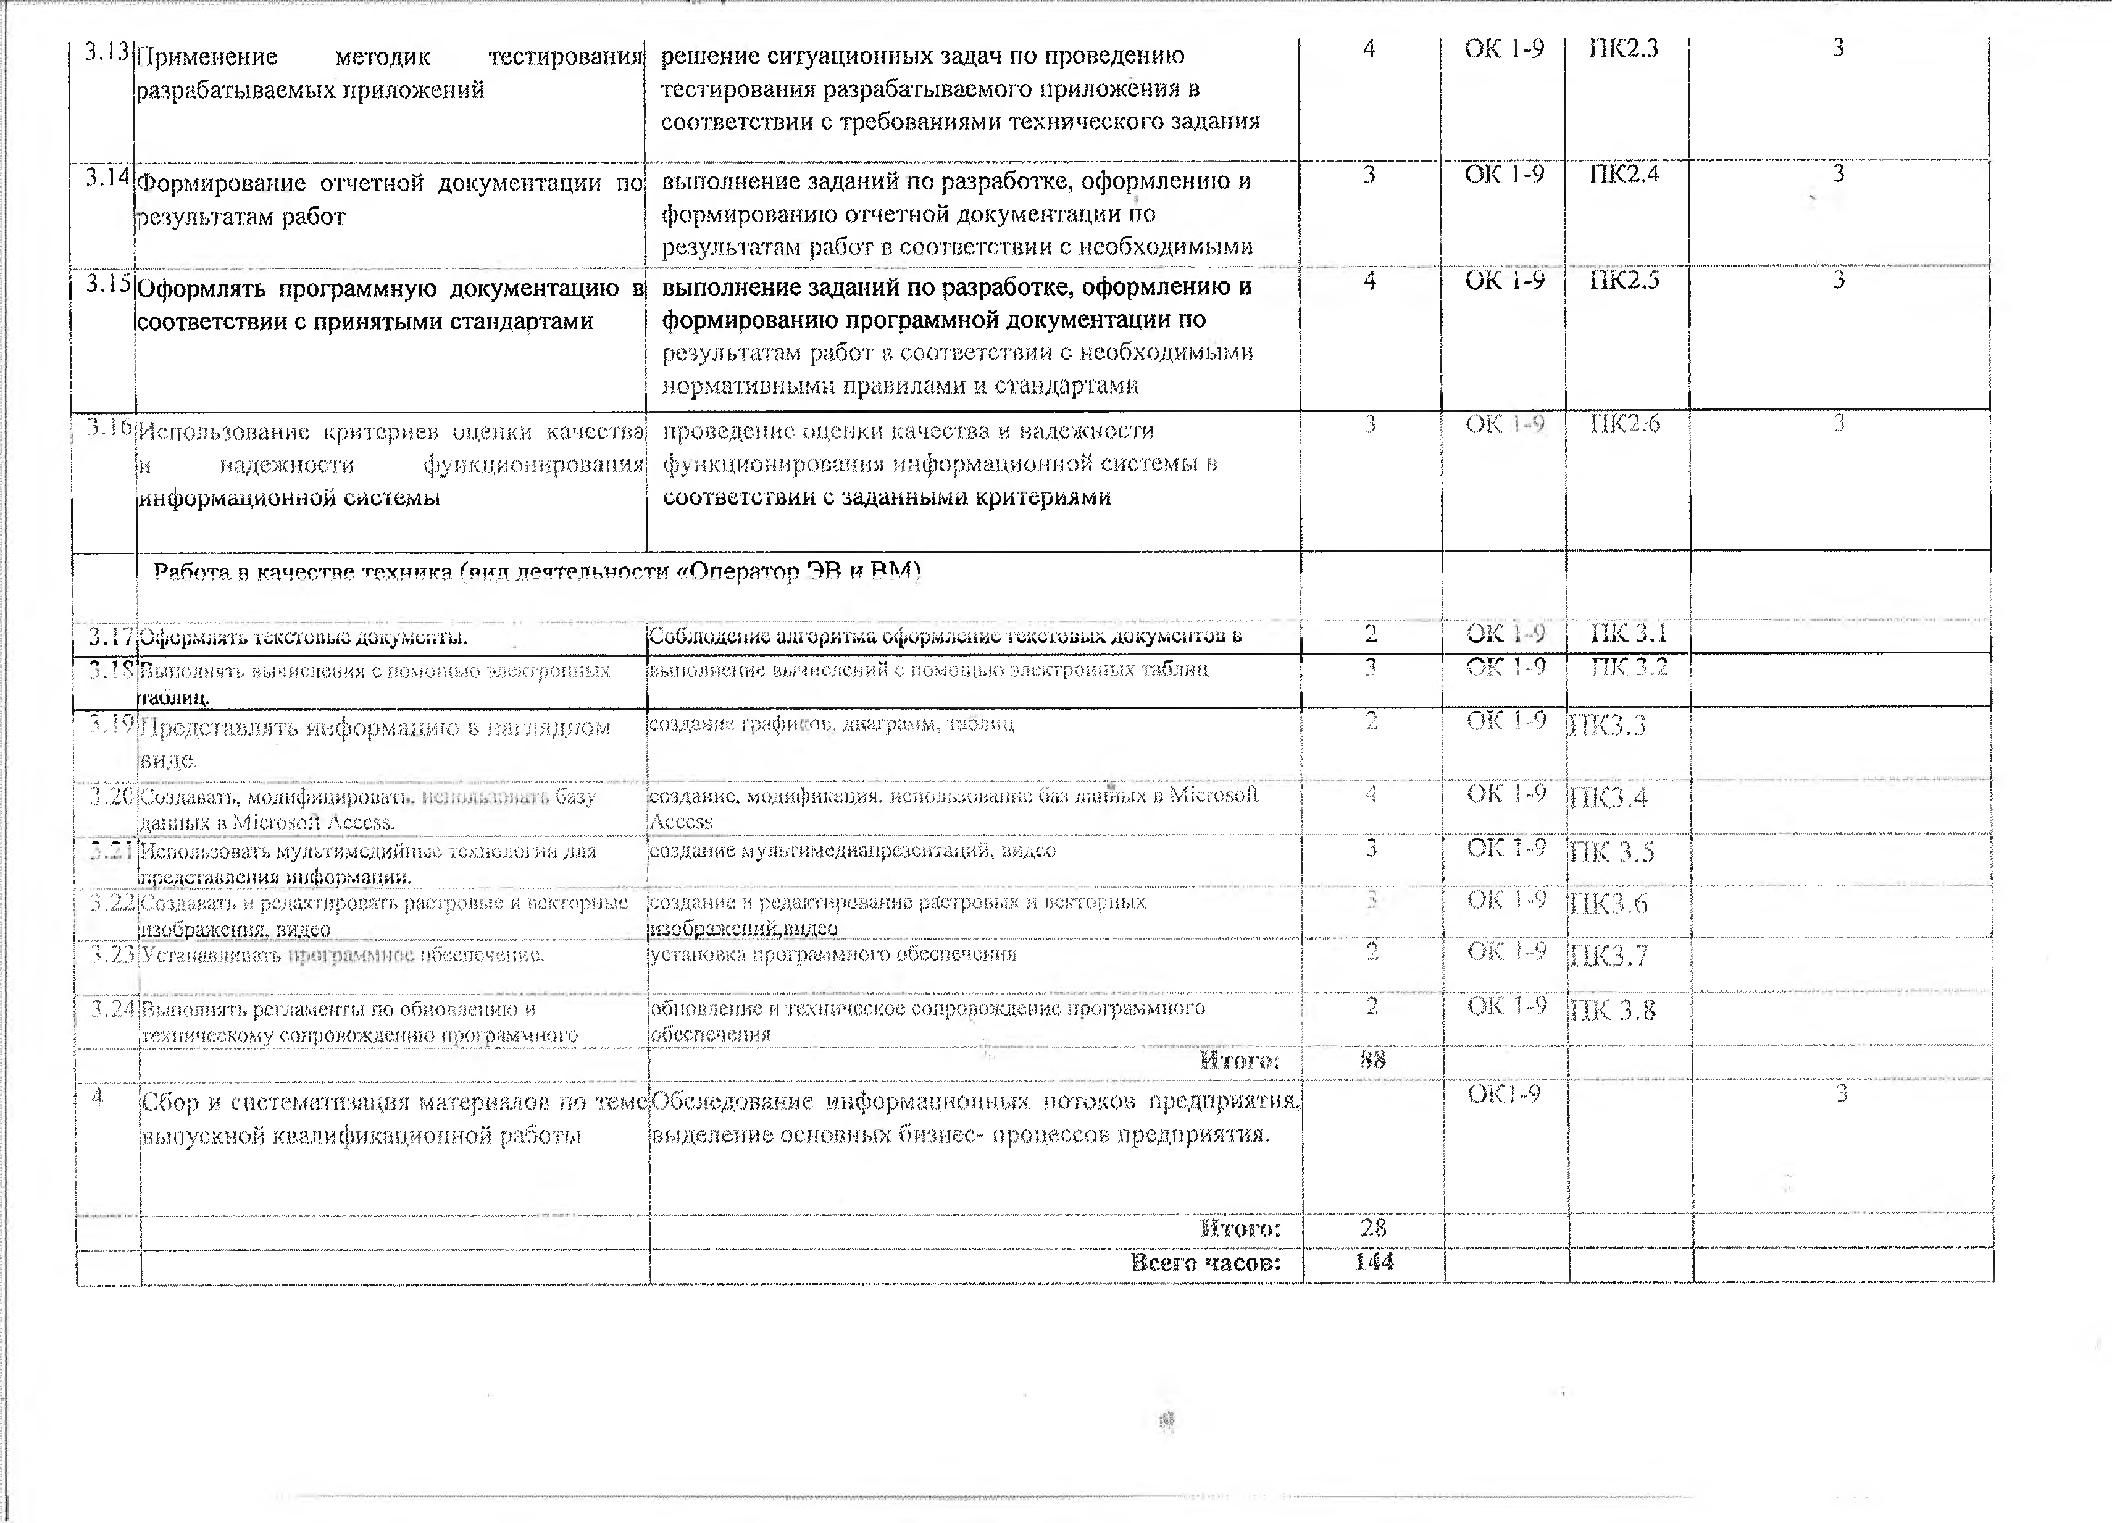 3.13 Применение методик тестирования решение ситуационных задач по проведению 4 ОК 1-9 ПК2.3 3
разрабатываемых приложений тестирования разрабатываемого приложения в
соответствии с требованиями технического задания
3.14 Формирование отчетной документации по выполнение заданий по разработке, оформлению и 3 ОК 1-9 ПК2.4 3
результатам работ формированию отчетной документации по
результатам работ в соответствии с необходимыми
3.15 Оформлять программную документацию в выполнение заданий по разработке, оформлению и 4 ОК 1-9 ПК2.5 3
соответствии с принятыми стандартами формированию программной документации по
результатам работ в соответствии с необходимыми
нормативными правилами и стандартами
3.16 Использование критериев оценки качества проведение оценки качества и надежности 3 ОК 1-9 ПК2.6 3
и надежности функционирования функционирования информационной системы в
информационной системы соответствии с заданными критериями
Работа в качестве техника (вид деятельности «Оператор ЭВ и ВМ)
3.17 Оформлять текстовые документы. Соблюдение алгоритма оформление текстовых документов в 2 ОК 1-9 ПК 3.1
3.18 Выполнять вычисления с помощью электронных выполнение вычислений с помощью электронных таблиц 3 ОК 1-9 ПК 3.2
таблиц.
3.19 Представлять информацию в наглядном создание графиков, диаграмм, таблиц 2 ОК 1-9 ПК3.3
виде.
3.20 Создавать, модифицировать, использовать базу создание, модификация, использование баз данных в Microsoft 4 ОК 1-9 ПК3.4
данных в Microsoft Access. Access
3.21 Использовать мультимедийные технологии для создание мультимедиапрезентаций, видео 3 ОК 1-9 ПК 3.5
представления информации.
3.22 Создавать и редактировать растровые и векторные создание и редактирование растровых и векторных 3 ОК 1-9 ПК3.6
изображения, видео изображений,видео
3.23 Устанавливать программное обеспечение. установка программного обеспечения 2 ОК 1-9 ПК3.7
3.24 Выполнять регламенты по обновлению и обновление и техническое сопровождение программного 2 ОК 1-9 ПК 3.8
техническому сопровождению программного обеспечения
Итого: 88
4 Сбор и систематизация материалов по теме Обследование информационных потоков предприятия. ОК1-9 3
выпускной квалификационной работы выделение основных бизнес- процессов предприятия.
Итого: 28
Всего часов: 144